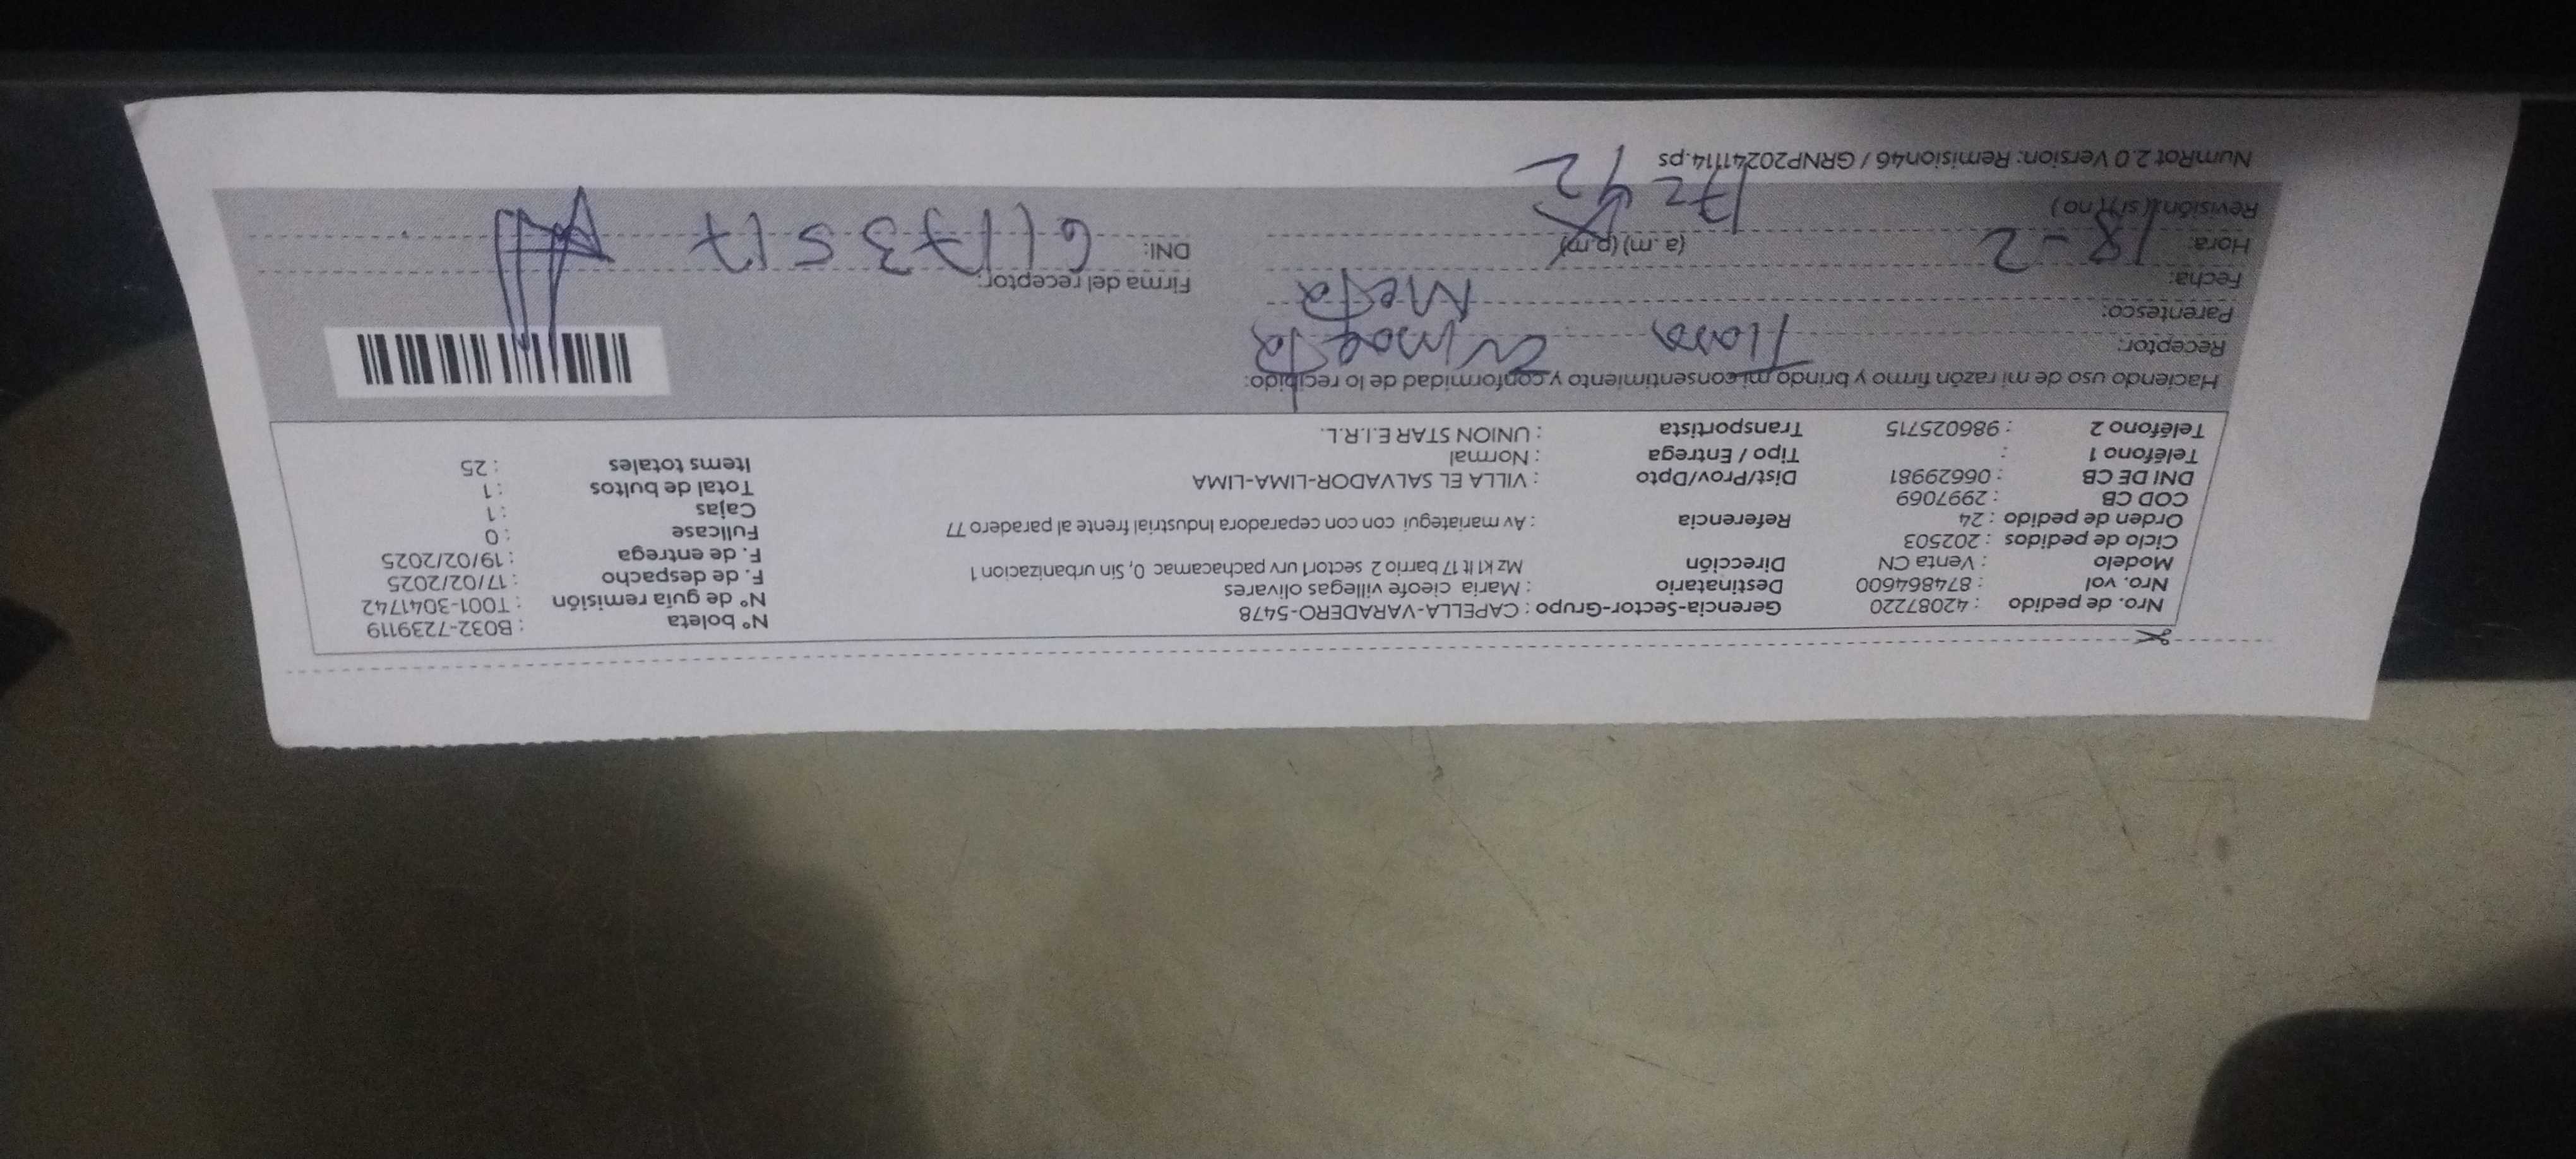 Nro. de pedido : 42087220 Gerencia-Sector-Grupo : CAPELLA-VARADERO-5478 N° boleta : B032-7239119
Nro. vol : 874864600 Destinatario : Maria cieofe villegas olivares N° de guía remisión : T001-3041742
Modelo : Venta CN Dirección Mz k1 lt 17 barrio 2 sector1 urv pachacamac 0, Sin urbanizacion 1 F. de despacho : 17/02/2025
Ciclo de pedidos : 202503 F. de entrega : 19/02/2025
Orden de pedido : 24 Referencia : Av mariategui con con ceparadora Industrial frente al paradero 77 Fullcase : 0
COD CB : 2997069 Cajas : 1
DNI DE CB : 06629981 Dist/Prov/Dpto : VILLA EL SALVADOR-LIMA-LIMA Total de bultos : 1
Teléfono 1 : Tipo / Entrega : Normal Items totales : 25
Teléfono 2 : 986025715 Transportista : UNION STAR E.I.R.L.
Haciendo uso de mi razón firmo y brindo mi consentimiento y conformidad de lo recibido:
Receptor:
Parentesco:
Fecha: Firma del receptor:
Hora: 18-2 (a.m) (p.m) DNI: 61173517
Revisión: ( si ) ( no ) 17:42
NumRot 2.0 Version: Remision46 / GRNP20241114.ps